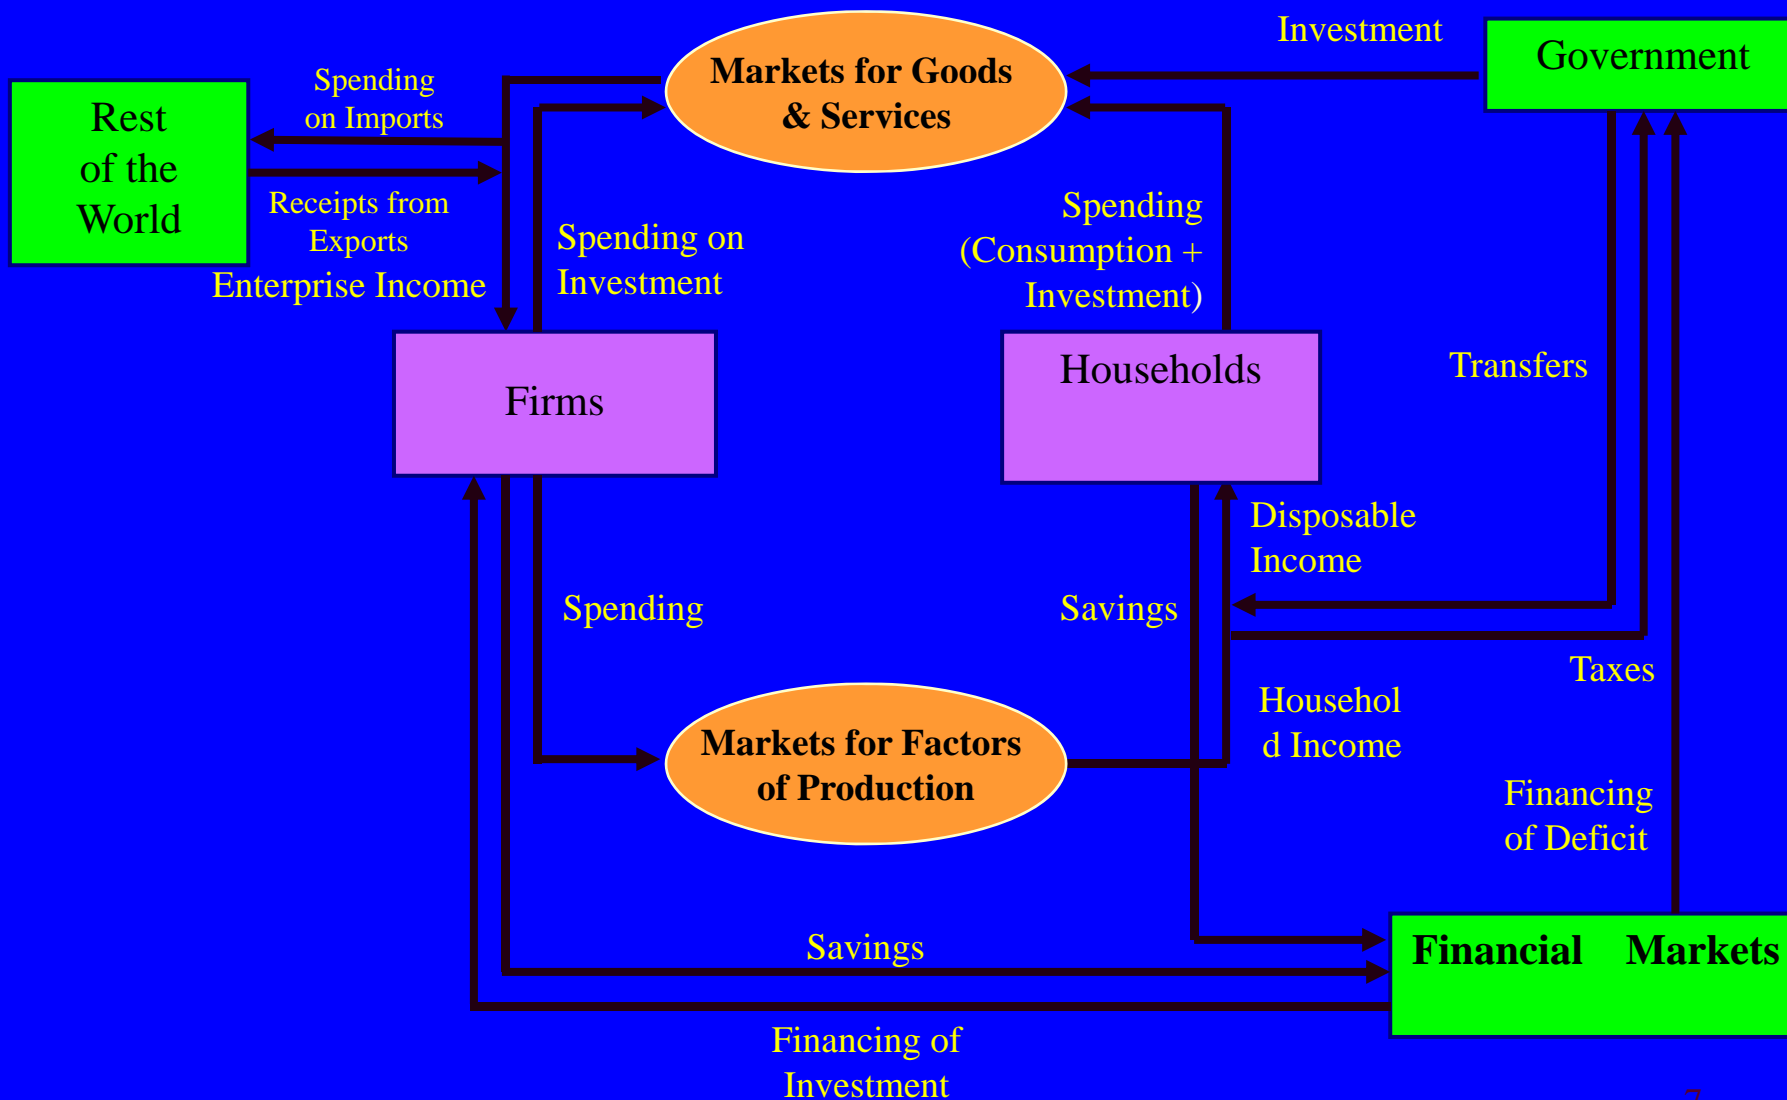 Investment
Government
Markets for Goods
& Services
Spending
on Imports
Rest
of the
World
Receipts from
Exports
Enterprise Income
Spending on
Investment
Spending
(Consumption +
Investment)
Transfers
Firms
Households
Disposable
Income
Spending
Savings
Taxes
Househol
d Income
Markets for Factors
of Production
Financing
of Deficit
Savings
Financial Markets
Financing of
Investment
7